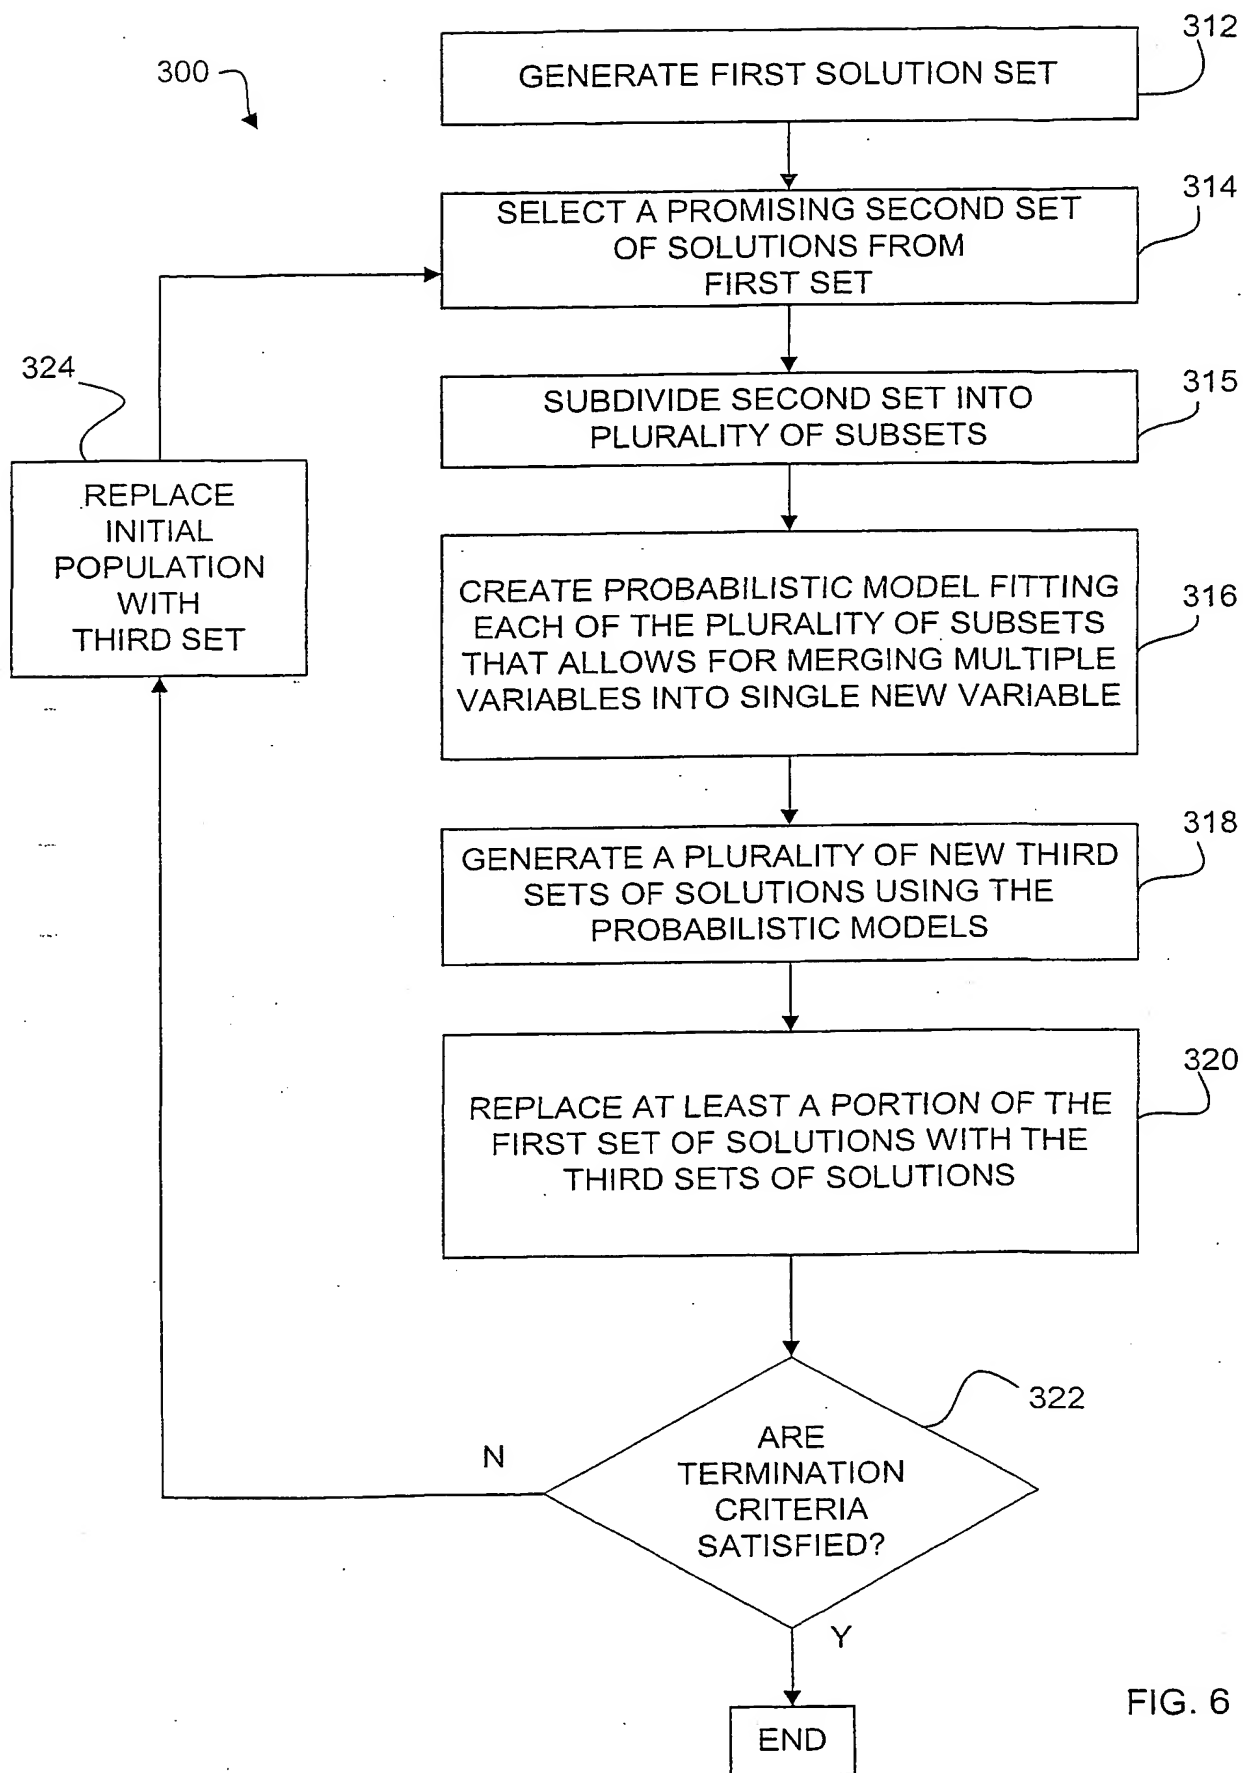 312
300
GENERATE FIRST SOLUTION SET
314
SELECT A PROMISING SECOND SET
OF SOLUTIONS FROM
FIRST SET
324
315
SUBDIVIDE SECOND SET INTO
PLURALITY OF SUBSETS
REPLACE
INITIAL
POPULATION
WITH
THIRD SET
316
CREATE PROBABILISTIC MODEL FITTING
EACH OF THE PLURALITY OF SUBSETS
THAT ALLOWS FOR MERGING MULTIPLE
VARIABLES INTO SINGLE NEW VARIABLE
318
GENERATE A PLURALITY OF NEW THIRD
SETS OF SOLUTIONS USING THE
PROBABILISTIC MODELS
320
REPLACE AT LEAST A PORTION OF THE
FIRST SET OF SOLUTIONS WITH THE
THIRD SETS OF SOLUTIONS
322
N
ARE
TERMINATION
CRITERIA
SATISFIED?
Y
FIG. 6
END